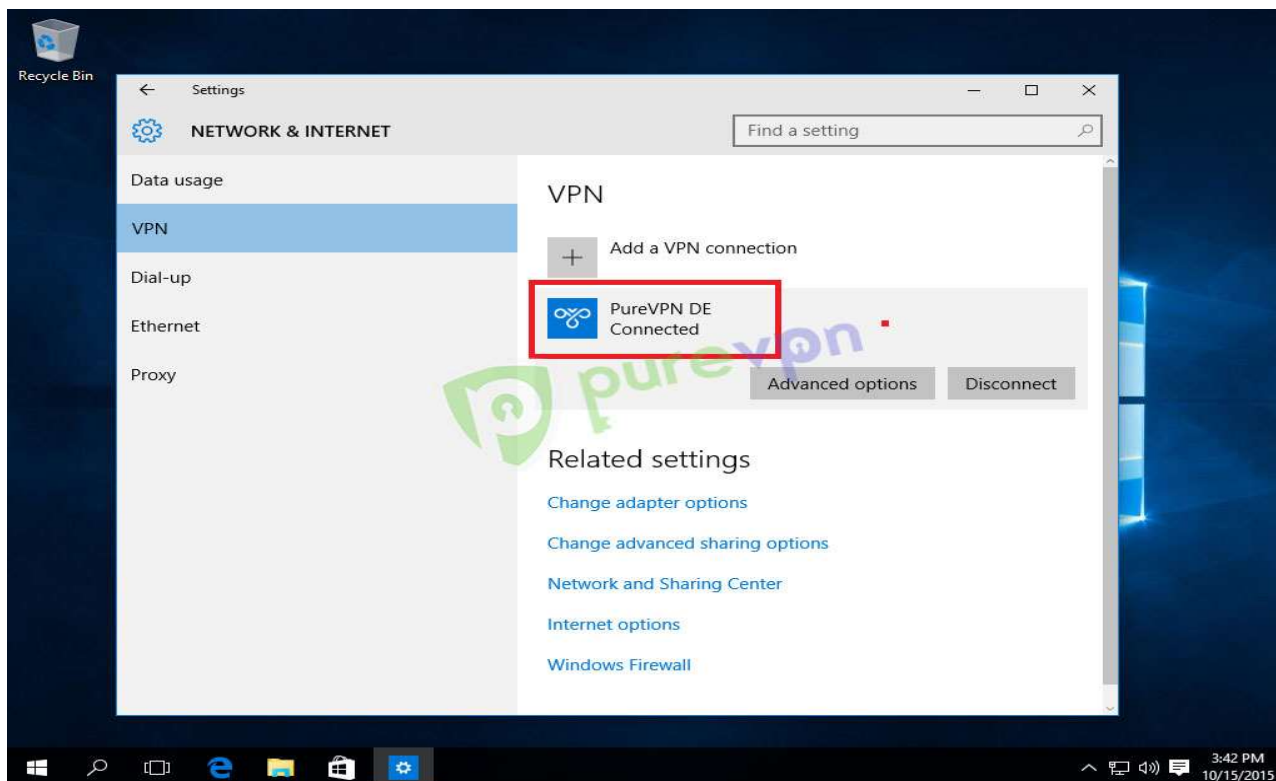 Recycle Bin
Settings
NETWORK & INTERNET
Find a setting
Data usage
VPN
Dial-up
Ethernet
Proxy
VPN
Add a VPN connection
PureVPN DE
Connected
purevpn
Advanced options
Disconnect
Related settings
Change adapter options
Change advanced sharing options
Network and Sharing Center
Internet options
Windows Firewall
3:42 PM
10/15/2015